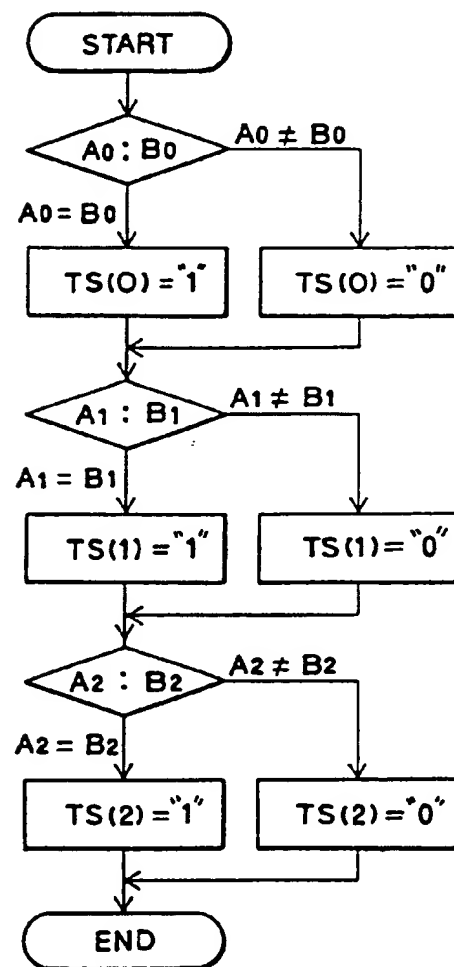 START
A0 : B0
A0 ≠ B0
A0 = B0
TS(0) = "1"
TS(0) = "0"
A1 : B1
A1 ≠ B1
A1 = B1
TS(1) = "1"
TS(1) = "0"
A2 : B2
A2 ≠ B2
A2 = B2
TS(2) = "1"
TS(2) = "0"
END